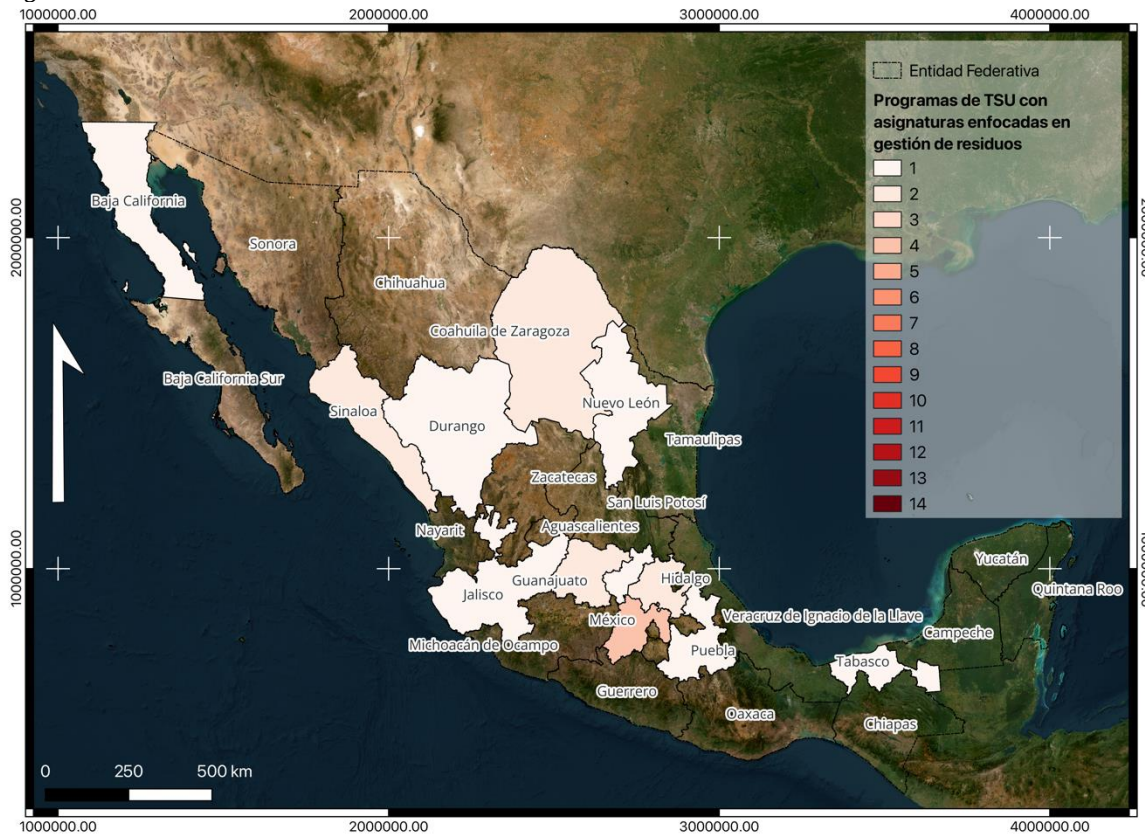 1000000.00 2000000.00 3000000.00 4000000.00
Entidad Federativa
Programas de TSU con
asignaturas enfocadas en
gestión de residuos
1
2
3
4
5
6
7
8
9
10
11
12
13
14
Baja California
2000000.00
2000000.00
Sonora
Chihuahua
Coahuila de Zaragoza
Baja California Sur
Sinaloa
Nuevo León
Durango
Tamaulipas
Zacatecas
San Luis Potosí
Nayarit
Aguascalientes
1000000.00
1000000.00
Yucatán
Guanajuato
Hidalgo
Quintana Roo
Jalisco
México
Veracruz de Ignacio de la Llave
Campeche
Michoacán de Ocampo
Puebla
Tabasco
Guerrero
Oaxaca
Chiapas
0 250 500 km
1000000.00 2000000.00 3000000.00 4000000.00